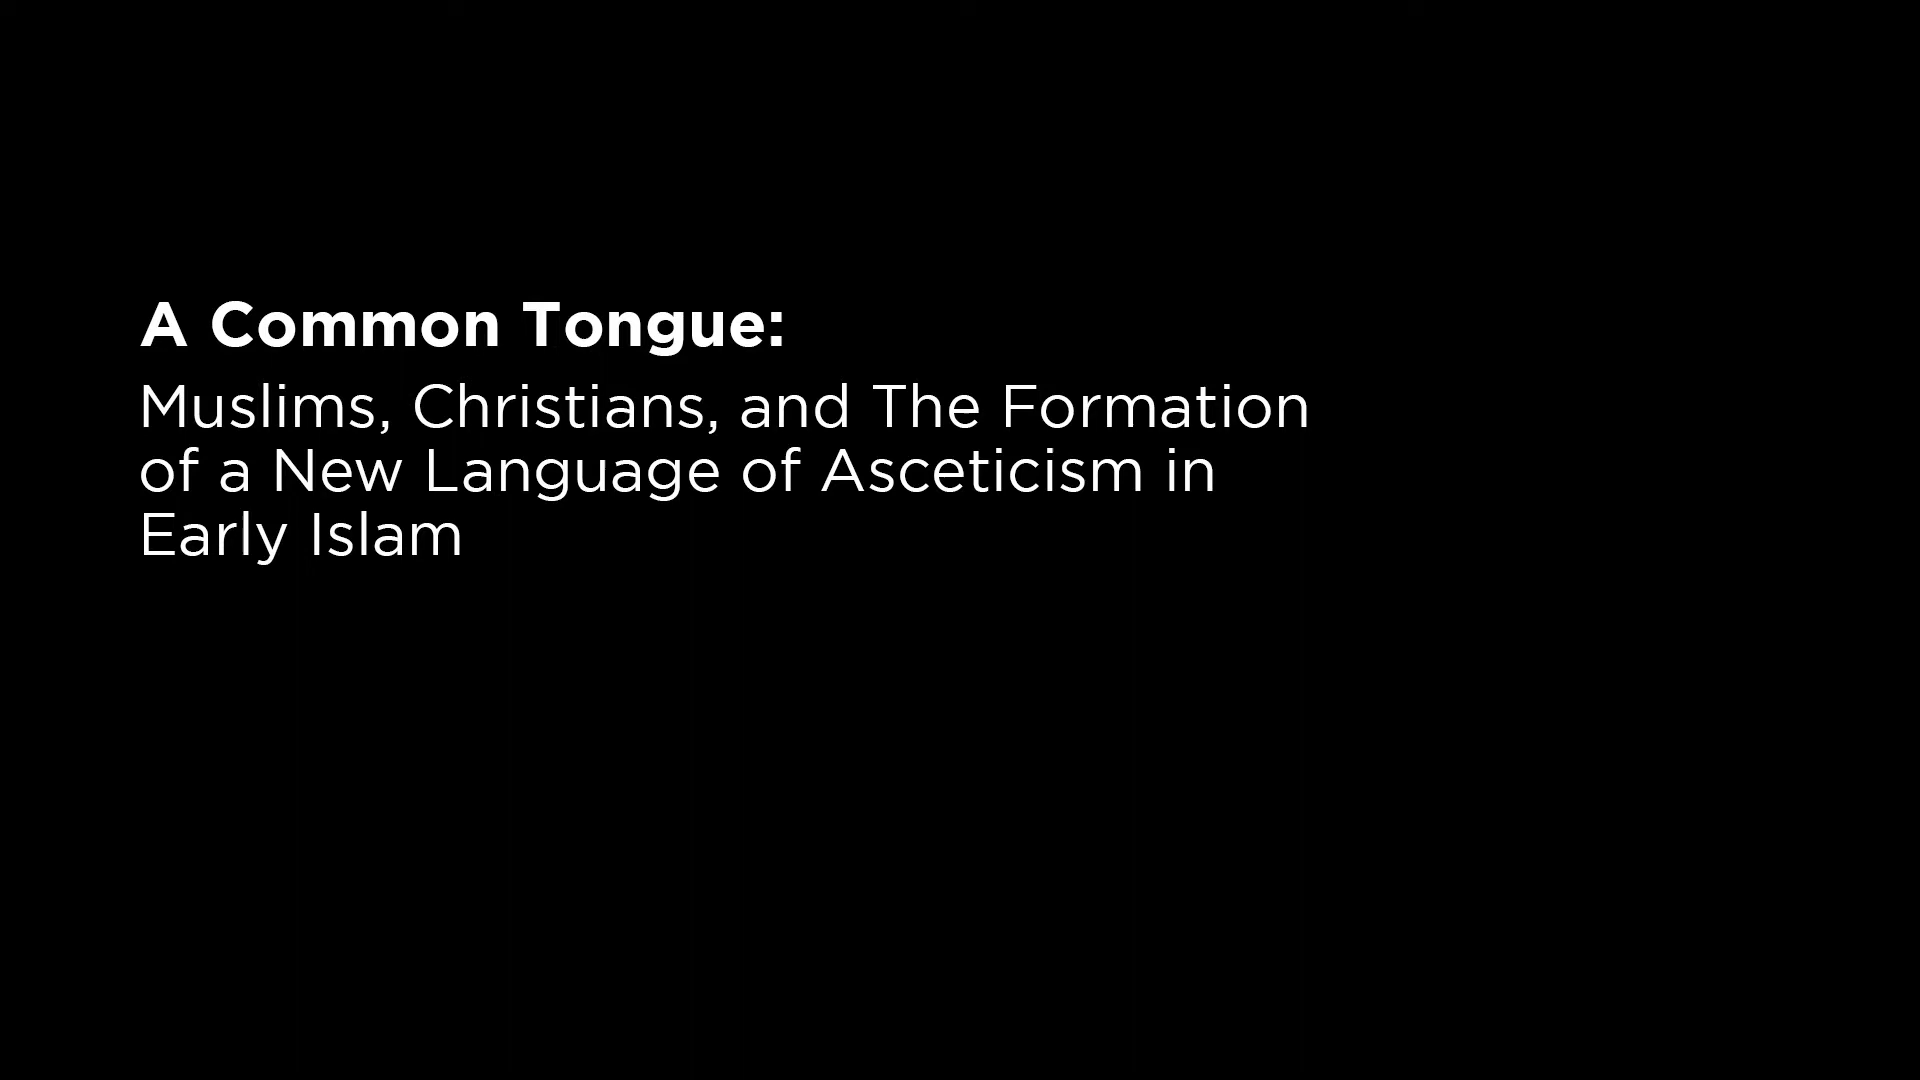 A Common Tongue:
Muslims, Christians, and The Formation
of a New Language of Asceticism in
Early Islam